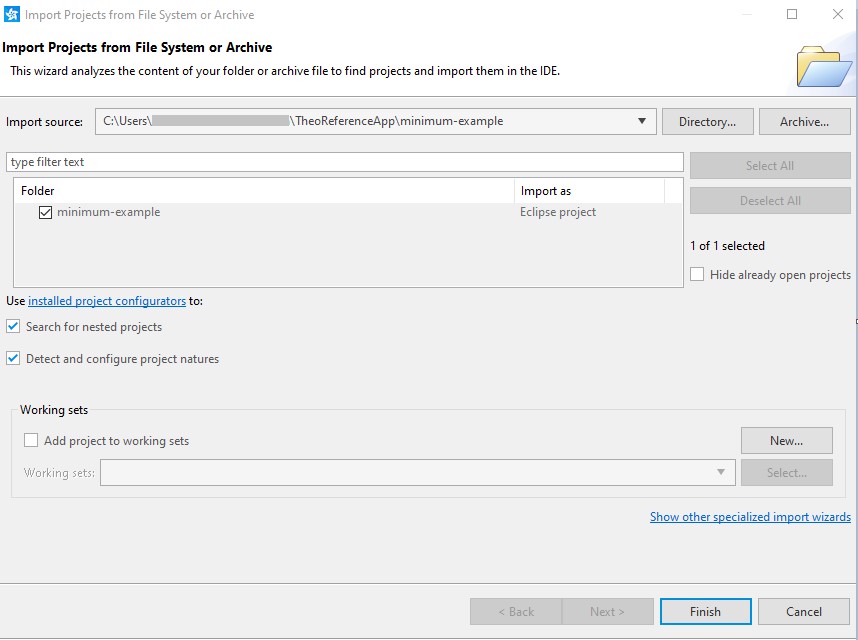 Import Projects from File System or Archive
Import Projects from File System or Archive
This wizard analyzes the content of your folder or archive file to find projects and import them in the IDE.
Import source: C:\Users\ \TheoReferenceApp\minimum-example Directory... Archive...
type filter text Select All
Folder Import as
minimum-example Eclipse project
Deselect All
1 of 1 selected
Hide already open projects
Use installed project configurators to:
Search for nested projects
Detect and configure project natures
Working sets
Add project to working sets New...
Working sets: Select...
Show other specialized import wizards
< Back Next > Finish Cancel